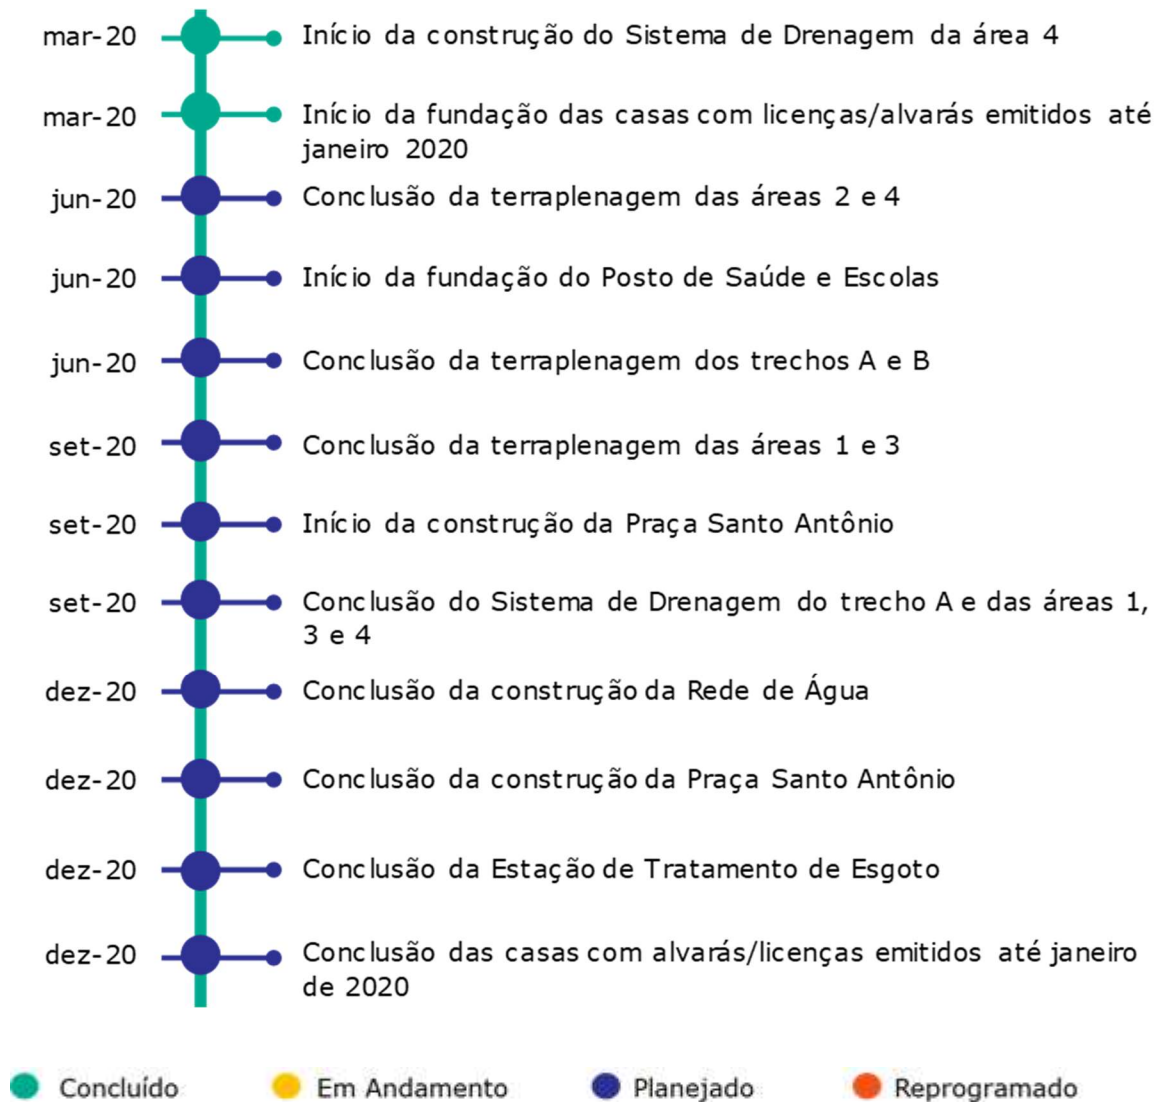 mar-20 Início da construção do Sistema de Drenagem da área 4
mar-20 Início da fundação das casas com licenças/alvarás emitidos até
janeiro 2020
jun-20 Conclusão da terraplenagem das áreas 2 e 4
jun-20 Início da fundação do Posto de Saúde e Escolas
jun-20 Conclusão da terraplenagem dos trechos A e B
set-20 Conclusão da terraplenagem das áreas 1 e 3
set-20 Início da construção da Praça Santo Antônio
set-20 Conclusão do Sistema de Drenagem do trecho A e das áreas 1,
3 e 4
dez-20 Conclusão da construção da Rede de Água
dez-20 Conclusão da construção da Praça Santo Antônio
dez-20 Conclusão da Estação de Tratamento de Esgoto
dez-20 Conclusão das casas com alvarás/licenças emitidos até janeiro
de 2020
Concluído Em Andamento Planejado Reprogramado